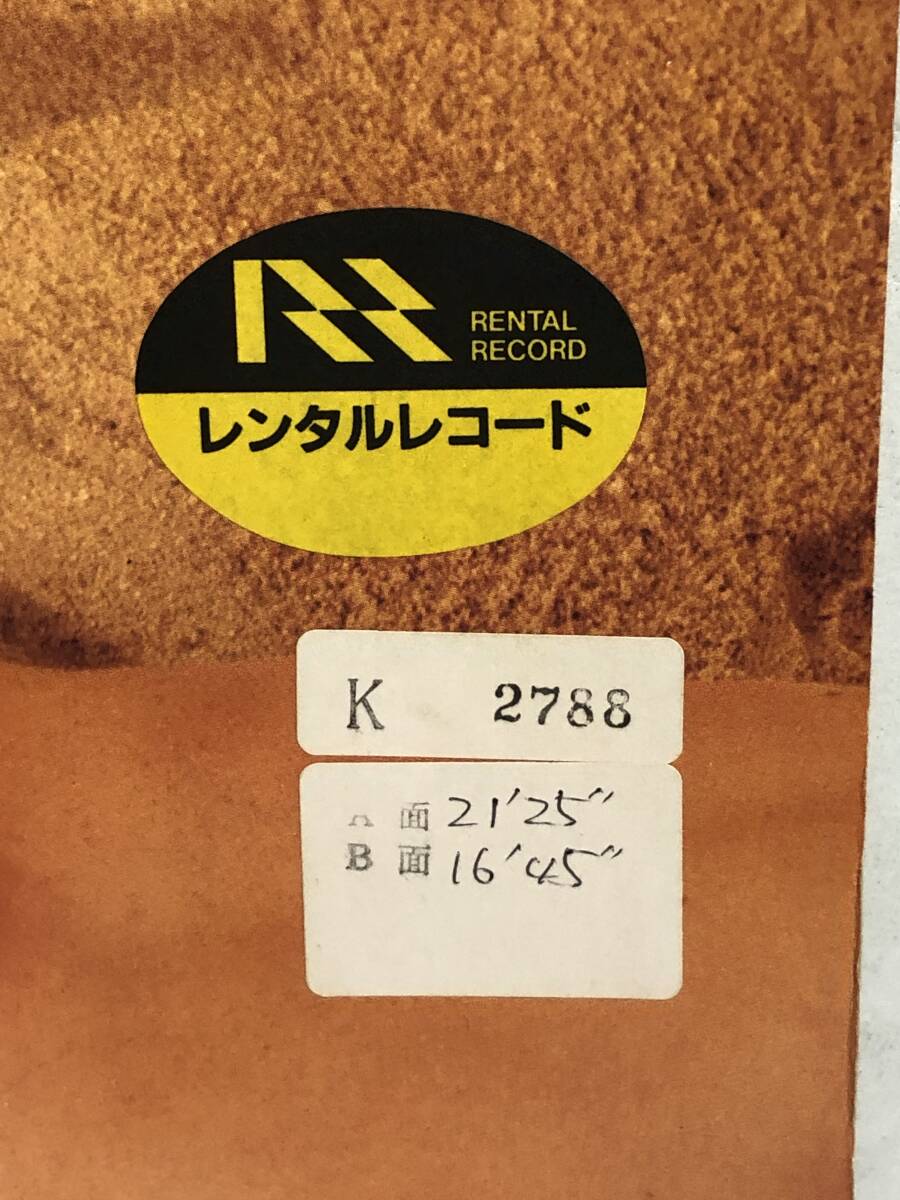 RENTAL
RECORD
レンタルレコード
K 2788
A 面 21'25"
B 面 16'45"